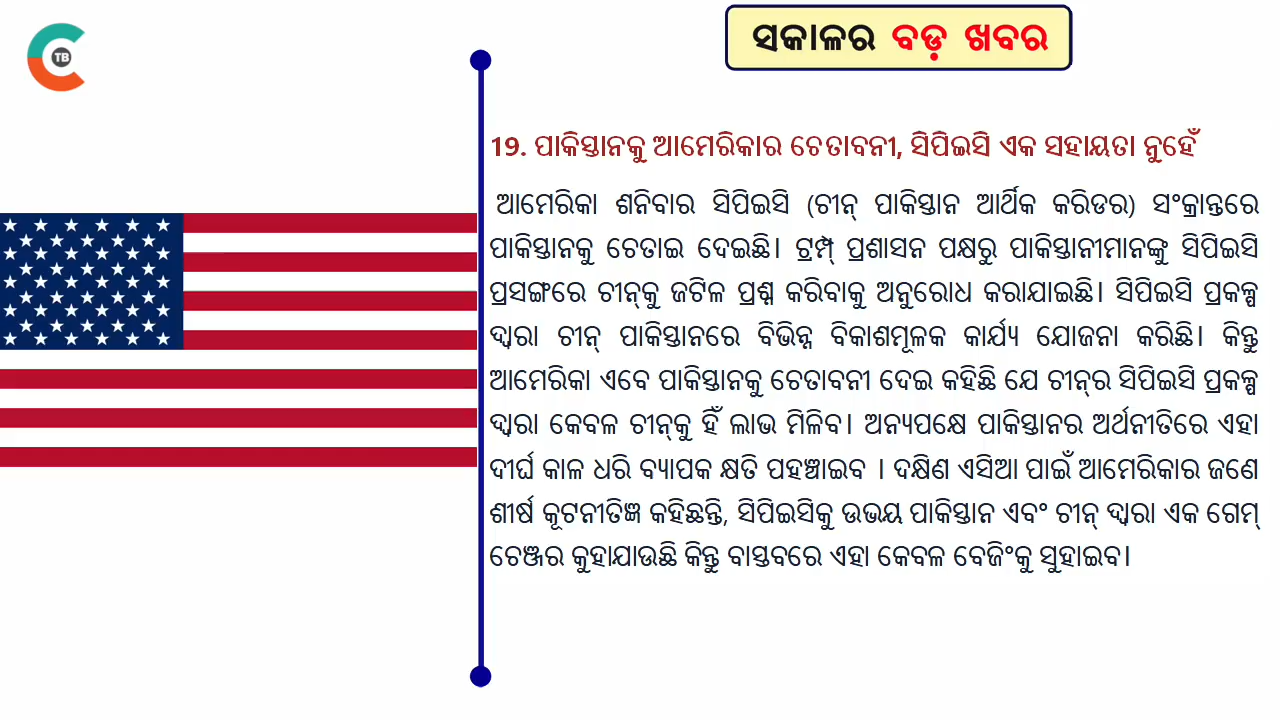 TB
ସକାଳର ବଡ଼ ଖବର
19. ପାକିସ୍ତାନକୁ ଆମେରିକାର ଚେତାବନୀ, ସିପିଇସି ଏକ ସହାୟତା ନୁହେଁ
ଆମେରିକା ଶନିବାର ସିପିଇସି (ଚୀନ୍ ପାକିସ୍ତାନ ଆର୍ଥିକ କରିଡର) ସଂକ୍ରାନ୍ତରେ
ପାକିସ୍ତାନକୁ ଚେତାଇ ଦେଇଛି। ଟ୍ରମ୍ପ୍ ପ୍ରଶାସନ ପକ୍ଷରୁ ପାକିସ୍ତାନୀମାନଙ୍କୁ ସିପିଇସି
ପ୍ରସଙ୍ଗରେ ଚୀନ୍‌କୁ ଜଟିଳ ପ୍ରଶ୍ନ କରିବାକୁ ଅନୁରୋଧ କରାଯାଇଛି। ସିପିଇସି ପ୍ରକଳ୍ପ
ଦ୍ୱାରା ଚୀନ୍ ପାକିସ୍ତାନରେ ବିଭିନ୍ନ ବିକାଶମୂଳକ କାର୍ଯ୍ୟ ଯୋଜନା କରିଛି। କିନ୍ତୁ
ଆମେରିକା ଏବେ ପାକିସ୍ତାନକୁ ଚେତାବନୀ ଦେଇ କହିଛି ଯେ ଚୀନ୍‌ର ସିପିଇସି ପ୍ରକଳ୍ପ
ଦ୍ୱାରା କେବଳ ଚୀନ୍‌କୁ ହିଁ ଲାଭ ମିଳିବ। ଅନ୍ୟପକ୍ଷେ ପାକିସ୍ତାନର ଅର୍ଥନୀତିରେ ଏହା
ଦୀର୍ଘ କାଳ ଧରି ବ୍ୟାପକ କ୍ଷତି ପହଞ୍ଚାଇବ । ଦକ୍ଷିଣ ଏସିଆ ପାଇଁ ଆମେରିକାର ଜଣେ
ଶୀର୍ଷ କୂଟନୀତିଜ୍ଞ କହିଛନ୍ତି, ସିପିଇସିକୁ ଉଭୟ ପାକିସ୍ତାନ ଏବଂ ଚୀନ୍ ଦ୍ୱାରା ଏକ ଗେମ୍
ଚେଞ୍ଜର କୁହାଯାଉଛି କିନ୍ତୁ ବାସ୍ତବରେ ଏହା କେବଳ ବେଜିଂକୁ ସୁହାଇବ।